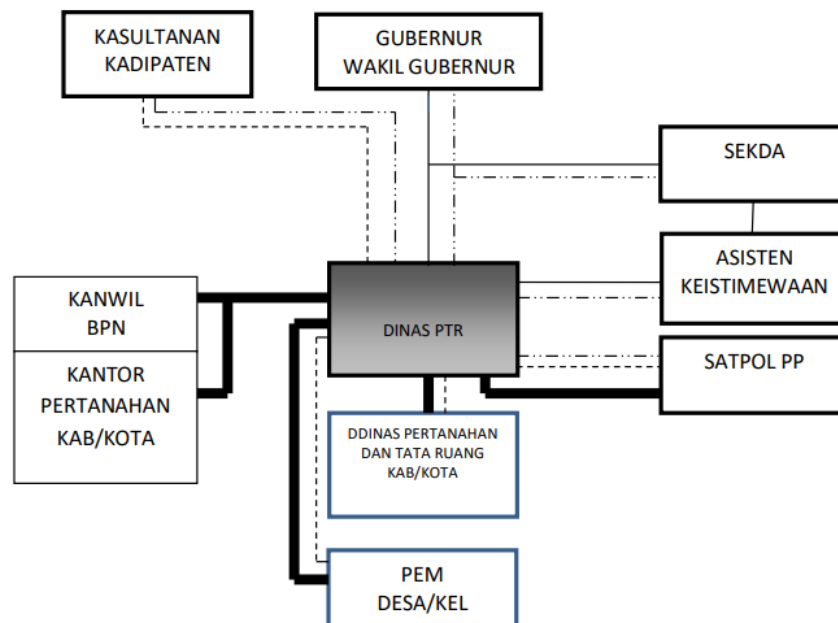 KASULTANAN
KADIPATEN
GUBERNUR
WAKIL GUBERNUR
SEKDA
ASISTEN
KEISTIMEWAAN
KANWIL
BPN
DINAS PTR
SATPOL PP
KANTOR
PERTANAHAN
KAB/KOTA
DDINAS PERTANAHAN
DAN TATA RUANG
KAB/KOTA
PEM
DESA/KEL